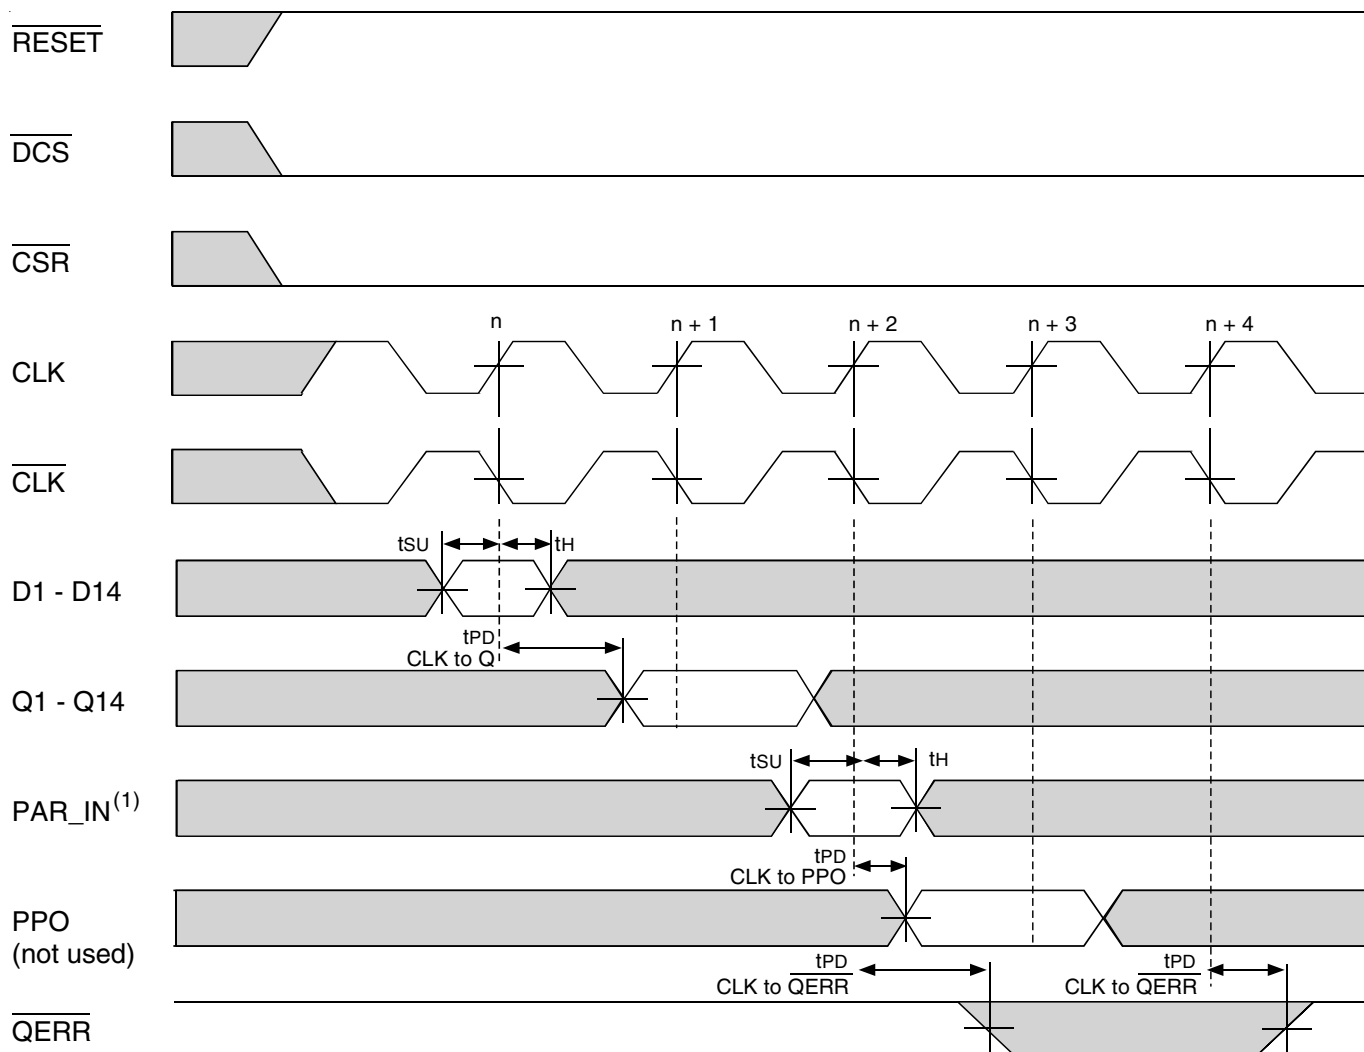 RESET
DCS
CSR
n n + 1 n + 2 n + 3 n + 4
CLK
CLK
tSU tH
D1 - D14
tPD
CLK to Q
Q1 - Q14
tSU tH
PAR_IN(1)
tPD
CLK to PPO
PPO
(not used)
tPD tPD
CLK to QERR CLK to QERR
QERR